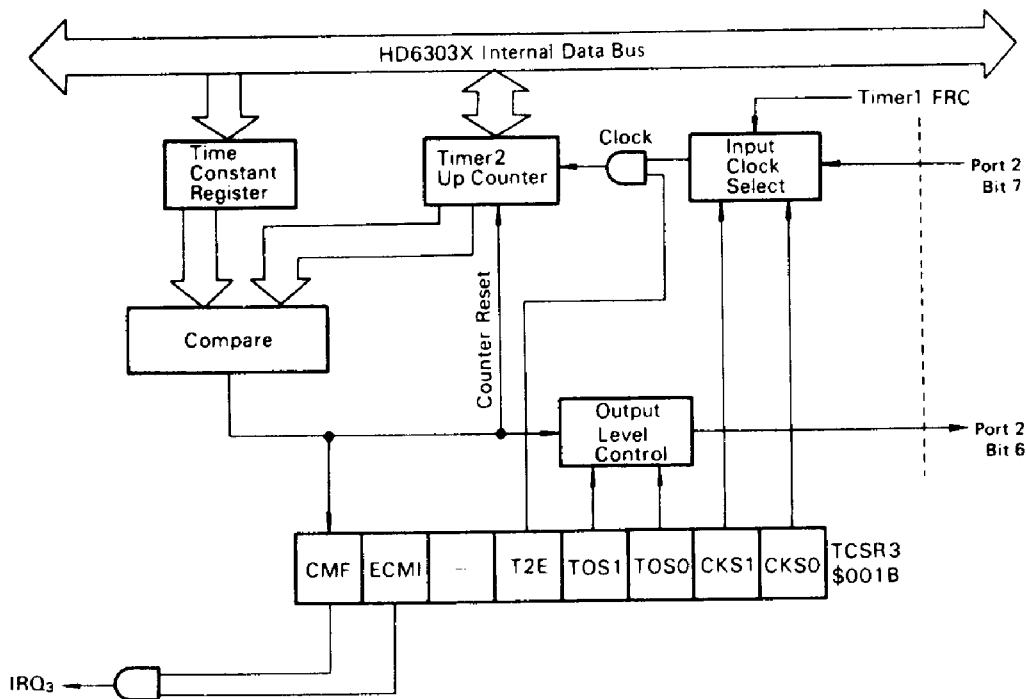 HD6303X Internal Data Bus
Timer1 FRC
Clock
Time
Constant
Register
Timer2
Up Counter
Input
Clock
Select
Port 2
Bit 7
Compare
Counter Reset
Output
Level
Control
Port 2
Bit 6
CMF
ECMI
—
T2E
TOS1
TOS0
CKS1
CKS0
TCSR3
$001B
IRQ₃